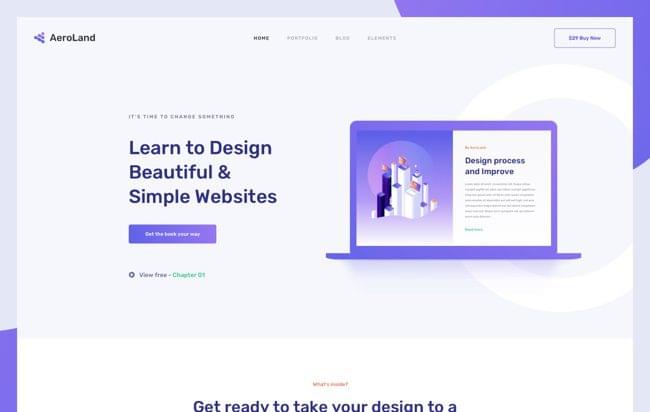 AeroLand
HOME PORTFOLIO BLOG ELEMENTS
$29 Buy Now
IT'S TIME TO CHANGE SOMETHING
Learn to Design
Beautiful &
Simple Websites
Get the book your way
View free - Chapter 01
By AeroLand
Design process
and Improve
Read more
What's inside?
Get ready to take your design to a